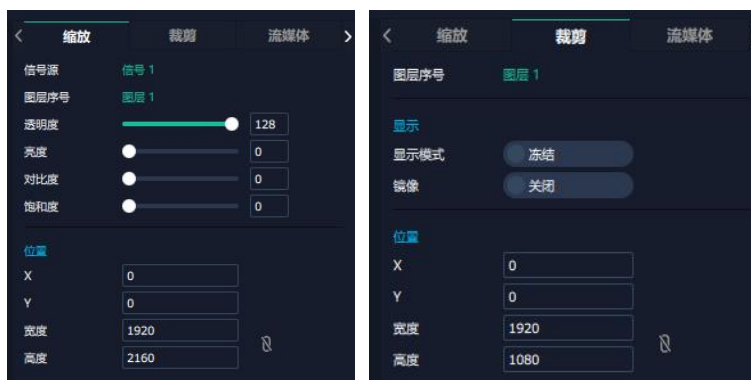 缩放 裁剪 流媒体
信号源 信号 1
图层序号 图层 1
透明度 128
亮度 0
对比度 0
饱和度 0
位置
X 0
Y 0
宽度 1920
高度 2160
缩放 裁剪 流媒体
图层序号 图层 1
显示
显示模式 冻结
镜像 关闭
位置
X 0
Y 0
宽度 1920
高度 1080